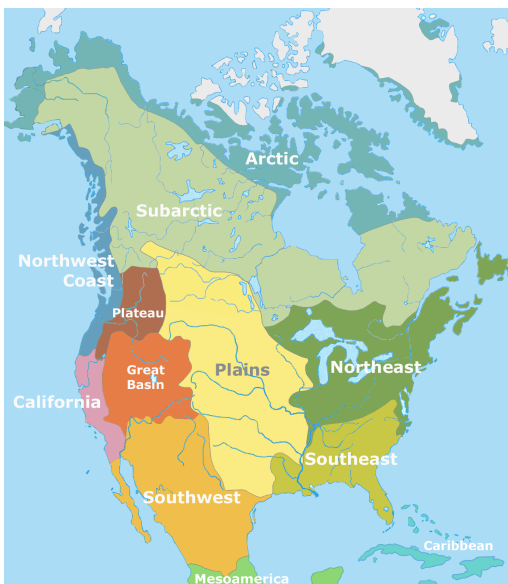 Arctic
Subarctic
Northwest
Coast
Plateau
Great
Basin
Plains
Northeast
California
Southeast
Southwest
Caribbean
Mesoamerica